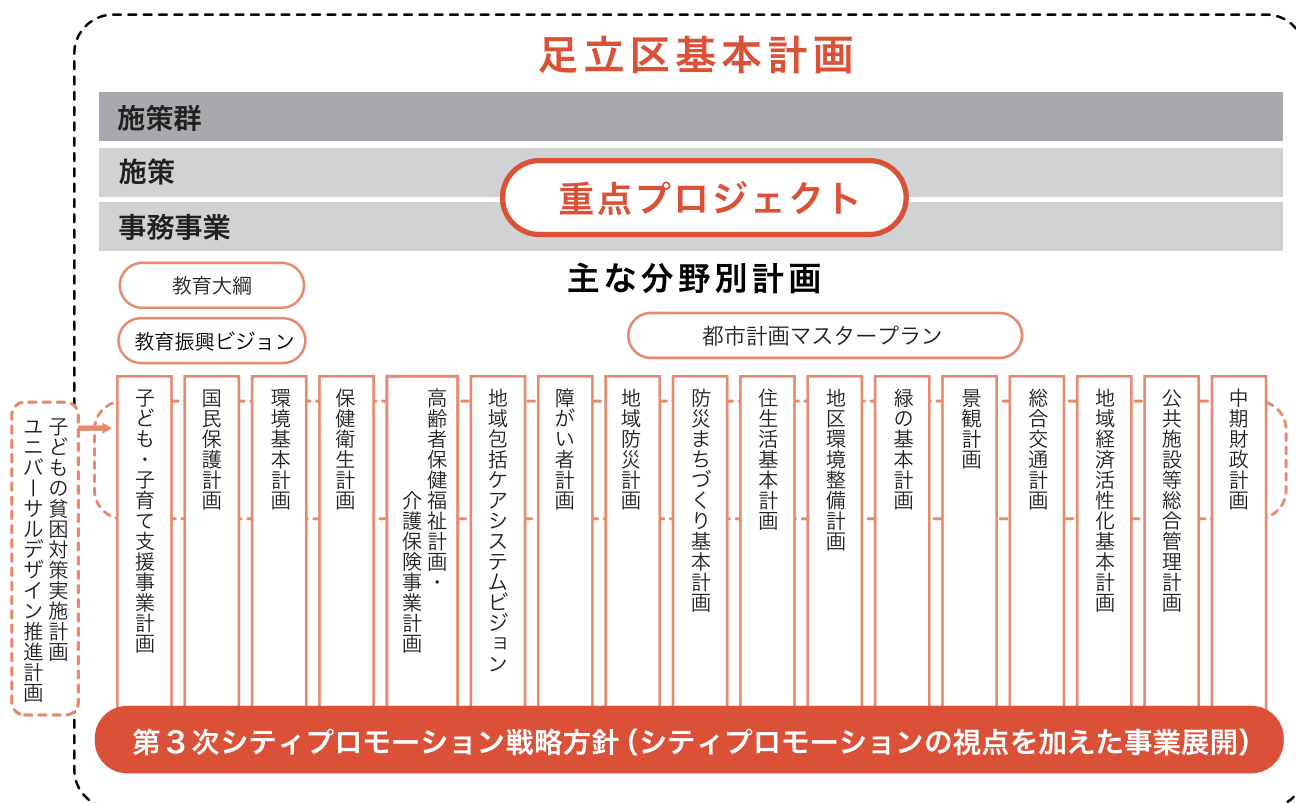 足立区基本計画
施策群
施策
重点プロジェクト
事務事業
主な分野別計画
教育大綱
教育振興ビジョン
都市計画マスタープラン
子どもの貧困対策実施計画
ユニバーサルデザイン推進計画
子ども・子育て支援事業計画
国民保護計画
環境基本計画
保健衛生計画
高齢者保健福祉計画・
介護保険事業計画
地域包括ケアシステムビジョン
障がい者計画
地域防災計画
防災まちづくり基本計画
住生活基本計画
地区環境整備計画
緑の基本計画
景観計画
総合交通計画
地域経済活性化基本計画
公共施設等総合管理計画
中期財政計画
第3次シティプロモーション戦略方針(シティプロモーションの視点を加えた事業展開)